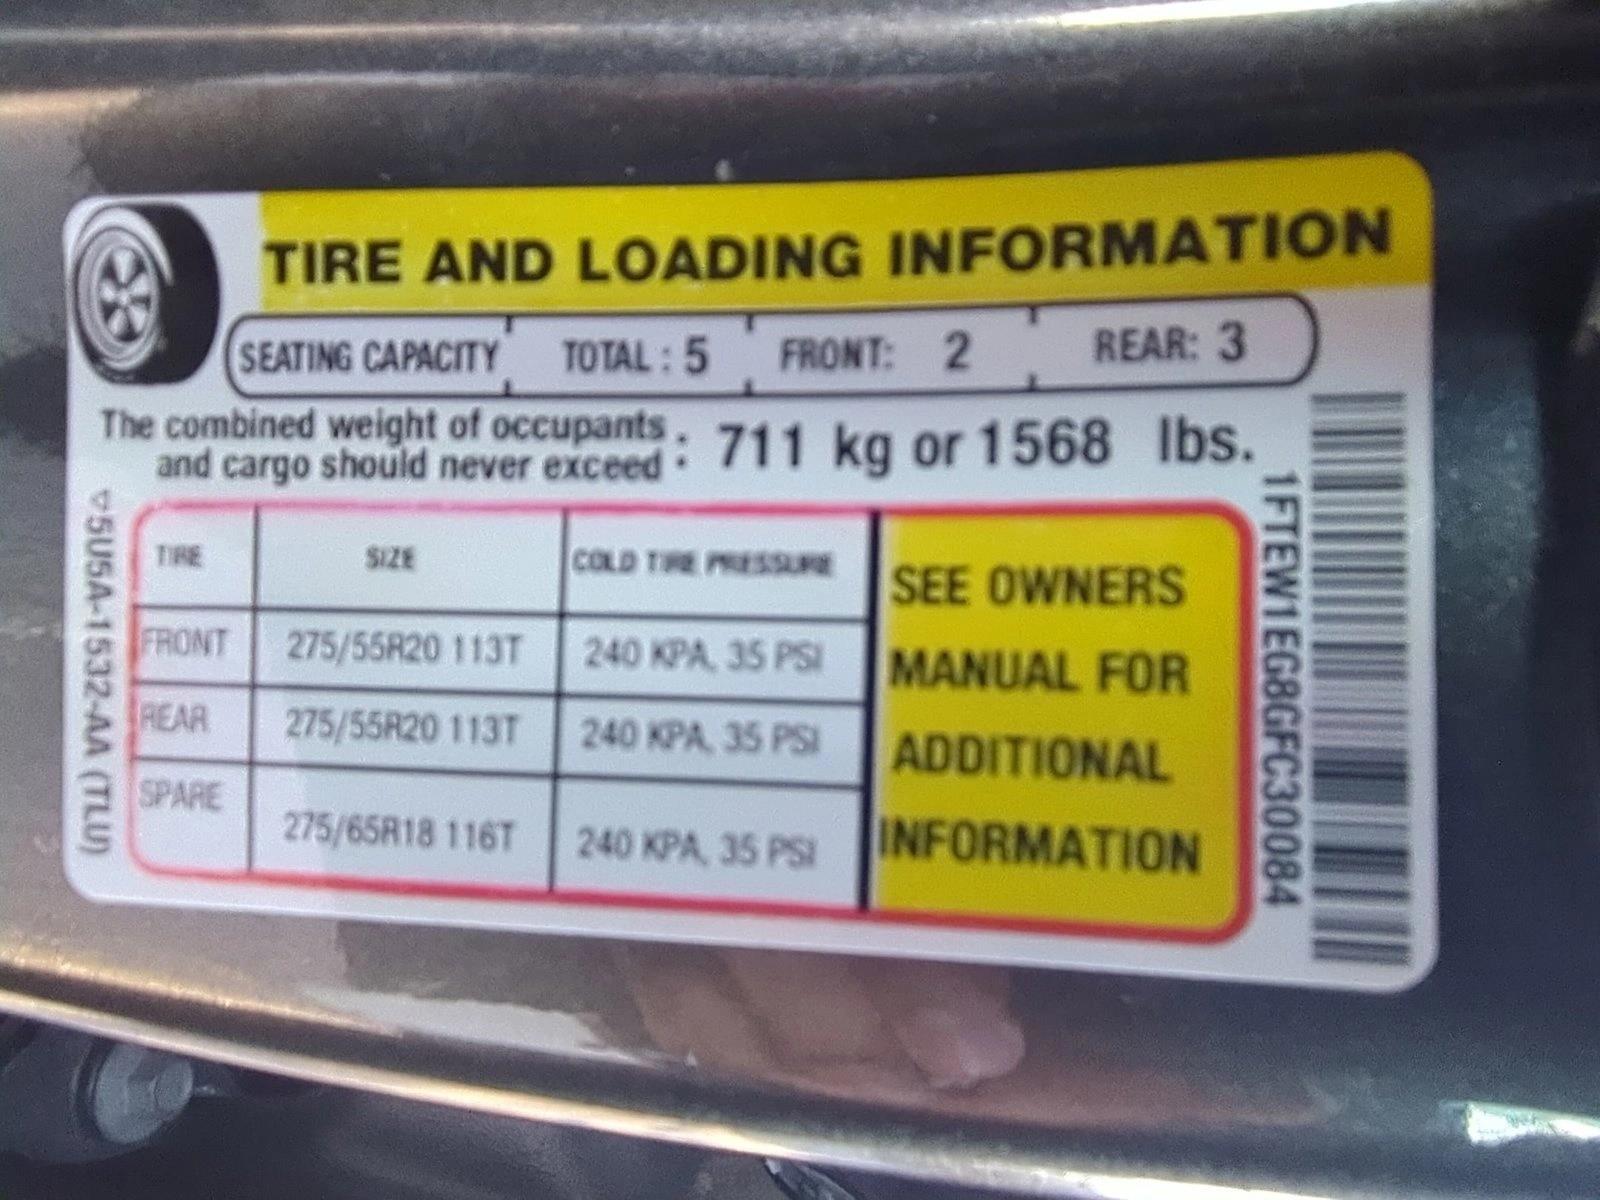 TIRE AND LOADING INFORMATION
SEATING CAPACITY TOTAL : 5 FRONT: 2 REAR: 3
The combined weight of occupants
and cargo should never exceed : 711 kg or 1568 lbs.
TIRE SIZE COLD TIRE PRESSURE
FRONT 275/55R20 113T 240 KPA, 35 PSI
REAR 275/55R20 113T 240 KPA, 35 PSI
SPARE 275/65R18 116T 240 KPA, 35 PSI
SEE OWNERS
MANUAL FOR
ADDITIONAL
INFORMATION
▽5U5A-1532-AA (TLU)
1FTEW1EG8GFC30084